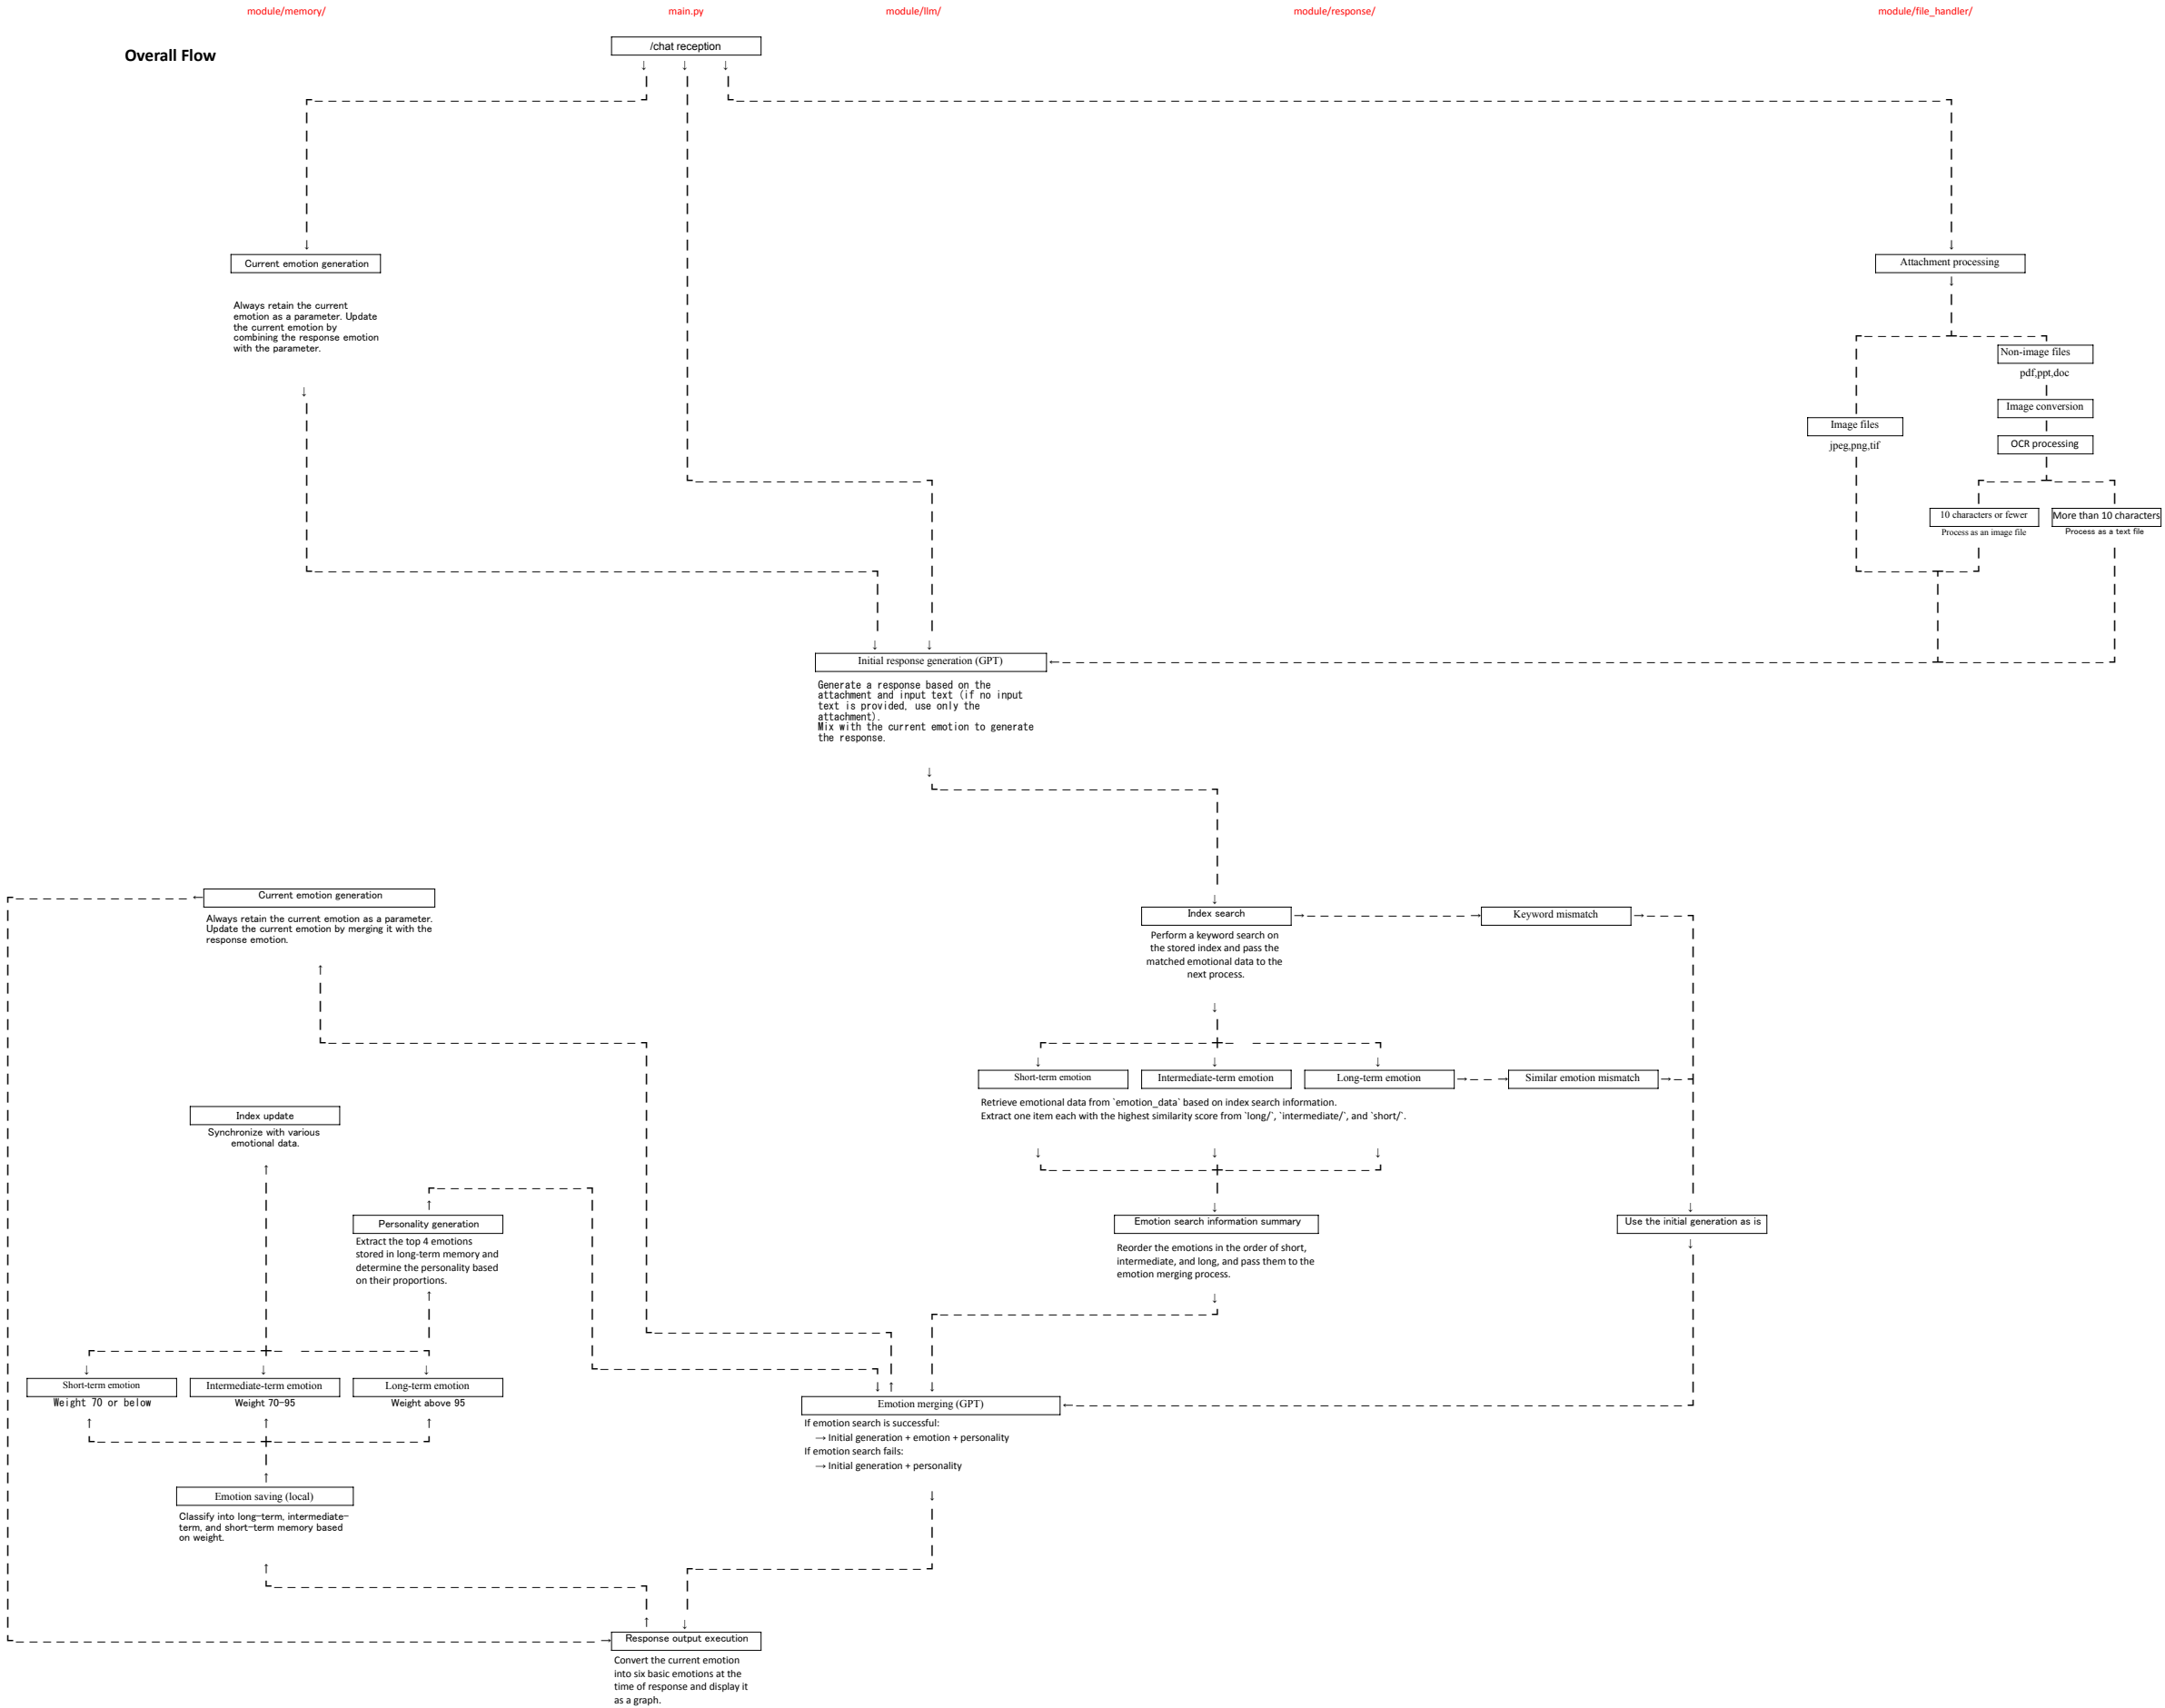 module/memory/
main.py
module/llm/
module/response/
module/file_handler/
Overall Flow
/chat reception
Current emotion generation
Always retain the current
emotion as a parameter. Update
the current emotion by
combining the response emotion
with the parameter.
Attachment processing
Non-image files
pdf,ppt,doc
Image conversion
OCR processing
Image files
jpeg,png,tif
10 characters or fewer
Process as an image file
More than 10 characters
Process as a text file
Initial response generation (GPT)
Generate a response based on the
attachment and input text (if no input
text is provided, use only the
attachment).
Mix with the current emotion to generate
the response.
Current emotion generation
Always retain the current emotion as a parameter.
Update the current emotion by merging it with the
response emotion.
Index search
Perform a keyword search on
the stored index and pass the
matched emotional data to the
next process.
Keyword mismatch
Short-term emotion
Intermediate-term emotion
Long-term emotion
Similar emotion mismatch
Retrieve emotional data from `emotion_data` based on index search information.
Extract one item each with the highest similarity score from `long/`, `intermediate/`, and `short/`.
Index update
Synchronize with various
emotional data.
Personality generation
Extract the top 4 emotions
stored in long-term memory and
determine the personality based
on their proportions.
Emotion search information summary
Reorder the emotions in the order of short,
intermediate, and long, and pass them to the
emotion merging process.
Use the initial generation as is
Short-term emotion
Weight 70 or below
Intermediate-term emotion
Weight 70-95
Long-term emotion
Weight above 95
Emotion merging (GPT)
If emotion search is successful:
→ Initial generation + emotion + personality
If emotion search fails:
→ Initial generation + personality
Emotion saving (local)
Classify into long-term, intermediate-
term, and short-term memory based
on weight.
Response output execution
Convert the current emotion
into six basic emotions at the
time of response and display it
as a graph.